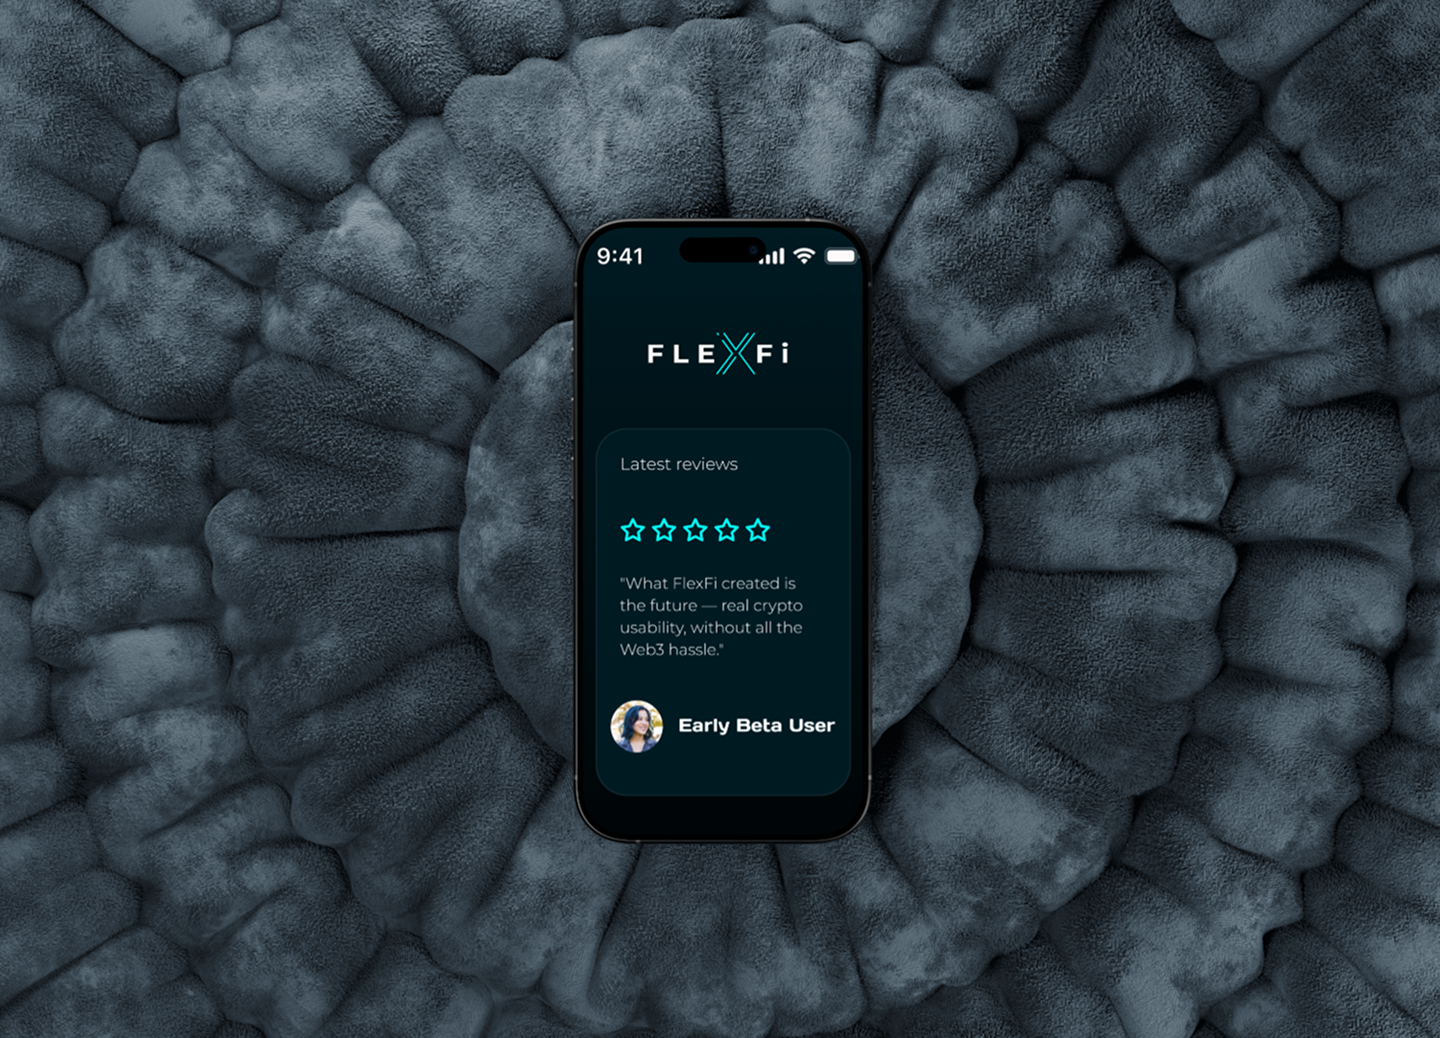 9:41
FLEXFi
Latest reviews
"What FlexFi created is
the future — real crypto
usability, without all the
Web3 hassle."
Early Beta User